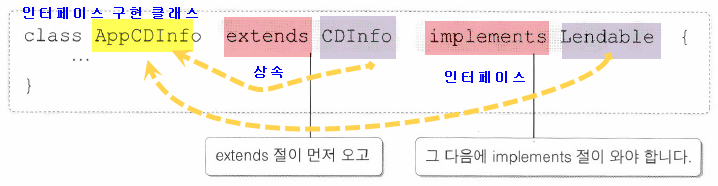 인터페이스 구현 클래스
class AppCDInfo extends CDInfo implements Lendable {
...
상속
인터페이스
}
extends 절이 먼저 오고
그 다음에 implements 절이 와야 합니다.